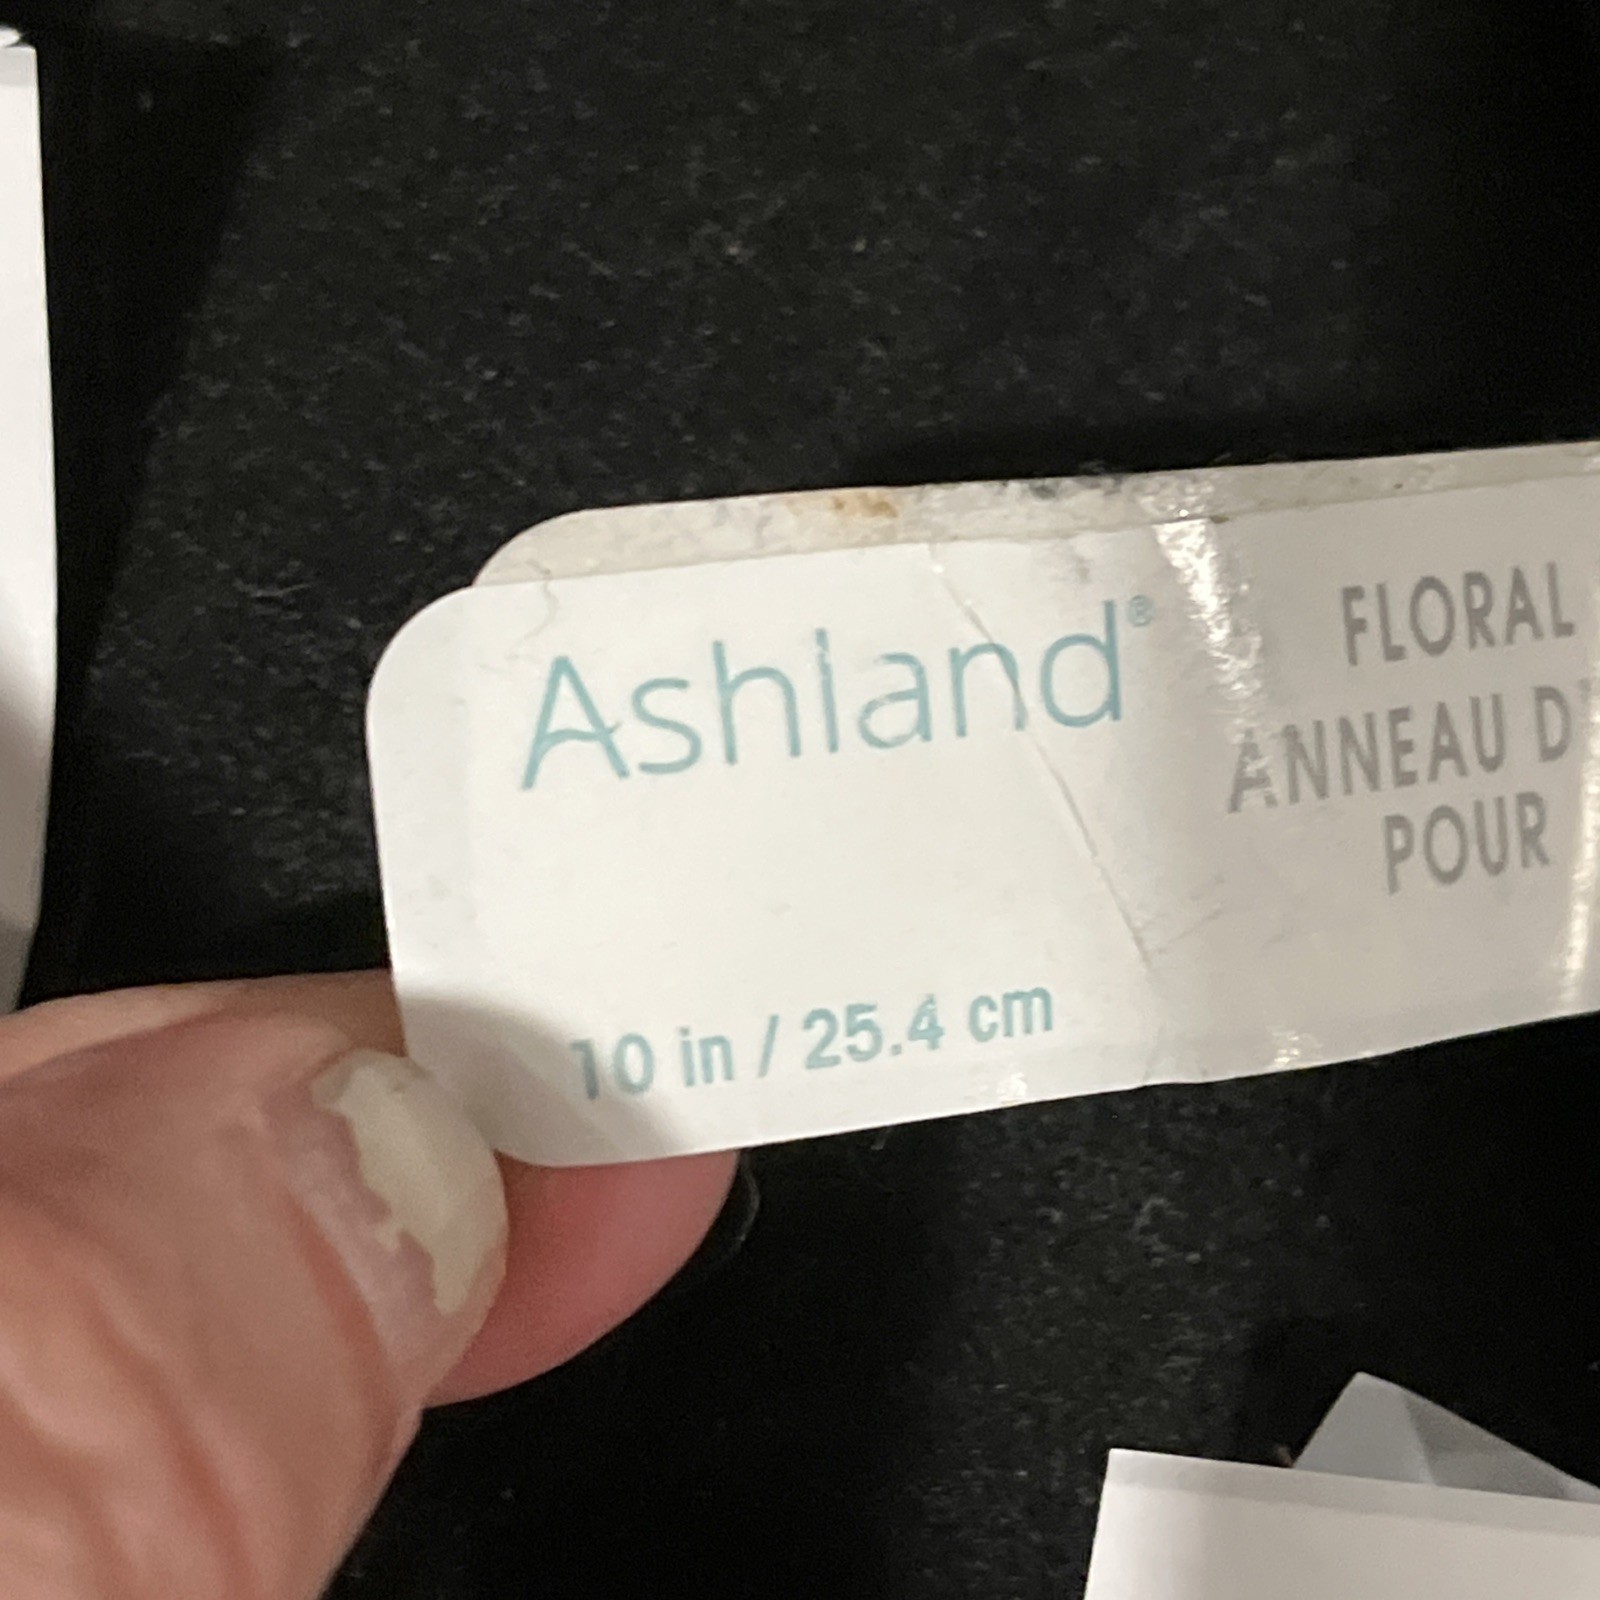 Ashland®
10 in / 25.4 cm
FLORAL
ANNEAU D'
POUR